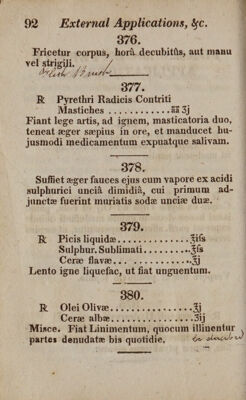 92 External Applications, &c.
376.
Fricetur corpus, horâ decubitûs, aut manu
vel strigili.
Flesh Brush
377.
℞ Pyrethri Radicis Contriti
Mastiches ............ āā ʒj
Fiant lege artis, ad ignem, masticatoria duo,
teneat æger sæpius in ore, et manducet hu-
jusmodi medicamentum expuatque salivam.
378.
Suffiet æger fauces ejus cum vapore ex acidi
sulphurici unciâ dimidiâ, cui primum ad-
junctæ fuerint muriatis sodæ unciæ duæ.
379.
℞ Picis liquidæ..............℥iſs
Sulphur. Sublimati.........℥ſs
Ceræ flavæ...............℥j
Lento igne liquefac, ut fiat unguentum.
380.
℞ Olei Olivæ...............℥j
Ceræ albæ...............ʒij
Misce. Fiat Linimentum, quocum illinentur
partes denudatæ bis quotidie.